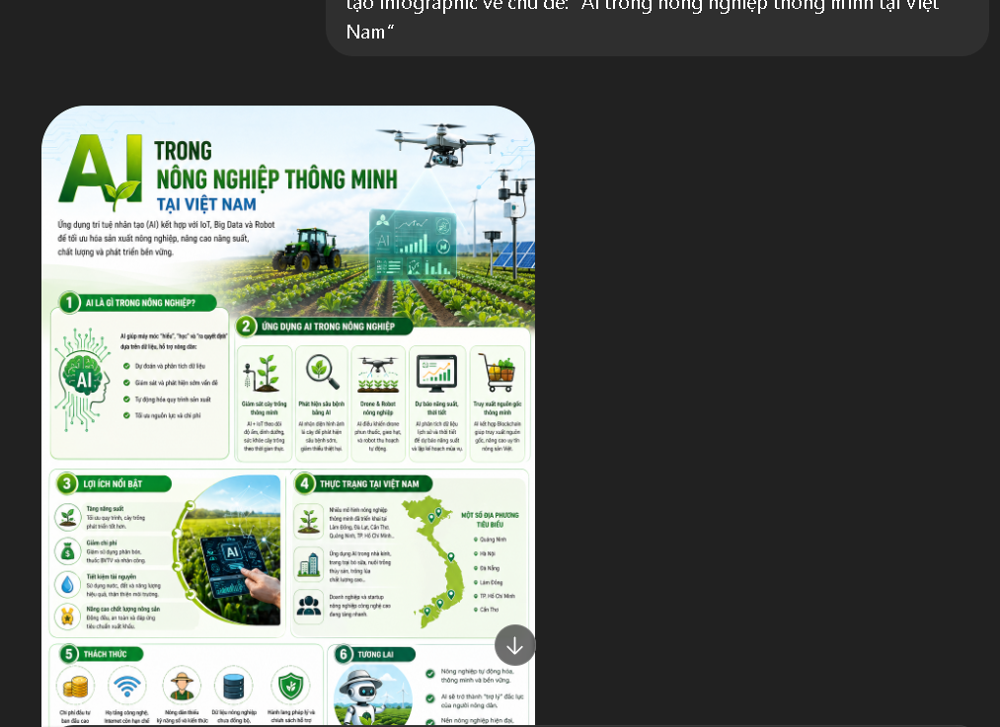 tạo infographic về chủ đề: "AI trong nông nghiệp thông minh tại Việt
Nam"
AI TRONG
NÔNG NGHIỆP THÔNG MINH
TẠI VIỆT NAM
Ứng dụng trí tuệ nhân tạo (AI) kết hợp với IoT, Big Data và Robot
để tối ưu hóa sản xuất nông nghiệp, nâng cao năng suất,
chất lượng và phát triển bền vững.
1 AI LÀ GÌ TRONG NÔNG NGHIỆP?
AI giúp máy móc "hiểu", "học" và "ra quyết định"
dựa trên dữ liệu, hỗ trợ nông dân:
AI
Dự đoán và phân tích dữ liệu
Giám sát và phát hiện sớm vấn đề
Tự động hóa quy trình sản xuất
Tối ưu nguồn lực và chi phí
2 ỨNG DỤNG AI TRONG NÔNG NGHIỆP
Giám sát cây trồng
thông minh
AI + IoT theo dõi
độ ẩm, dinh dưỡng,
sức khỏe cây trồng
theo thời gian thực.
Phát hiện sâu bệnh
bằng AI
AI nhận diện hình ảnh
lá cây để phát hiện
sâu bệnh sớm,
giảm thiểu thiệt hại.
Drone & Robot
nông nghiệp
AI điều khiển drone
phun thuốc, gieo hạt,
và robot thu hoạch
tự động.
Dự báo năng suất,
thời tiết
AI phân tích dữ liệu
lịch sử và thời tiết
để dự báo năng suất
và lập kế hoạch mùa vụ.
Truy xuất nguồn gốc
thông minh
AI kết hợp Blockchain
giúp truy xuất nguồn
gốc, nâng cao uy tín
nông sản Việt.
3 LỢI ÍCH NỔI BẬT
Tăng năng suất
Tối ưu quy trình, cây trồng
phát triển tốt hơn.
Giảm chi phí
Giảm sử dụng phân bón,
thuốc BVTV và nhân công.
Tiết kiệm tài nguyên
Sử dụng nước, đất và năng lượng
hiệu quả, thân thiện môi trường.
Nâng cao chất lượng nông sản
Đồng đều, an toàn và đáp ứng
tiêu chuẩn xuất khẩu.
AI
4 THỰC TRẠNG TẠI VIỆT NAM
Nhiều mô hình nông nghiệp
thông minh đã triển khai tại
Lâm Đồng, Đà Lạt, Cần Thơ,
Quảng Ninh, TP. Hồ Chí Minh...
Ứng dụng AI trong nhà kính,
trang trại bò sữa, nuôi trồng
thủy sản, trồng lúa
chất lượng cao...
Doanh nghiệp và startup
nông nghiệp công nghệ cao
đang tăng nhanh.
MỘT SỐ ĐỊA PHƯƠNG
TIÊU BIỂU
Quảng Ninh
Hà Nội
Đà Nẵng
Lâm Đồng
TP. Hồ Chí Minh
Cần Thơ
5 THÁCH THỨC
Chi phí đầu tư
ban đầu cao
Hạ tầng công nghệ,
Internet còn hạn chế
Nông dân thiếu
kỹ năng số và kiến thức
Dữ liệu nông nghiệp
chưa đồng bộ,
Hành lang pháp lý và
chính sách hỗ trợ
6 TƯƠNG LAI
Nông nghiệp tự động hóa,
thông minh và bền vững.
AI sẽ trở thành "trợ lý" đắc lực
của người nông dân.
Nền nông nghiệp hiện đại,